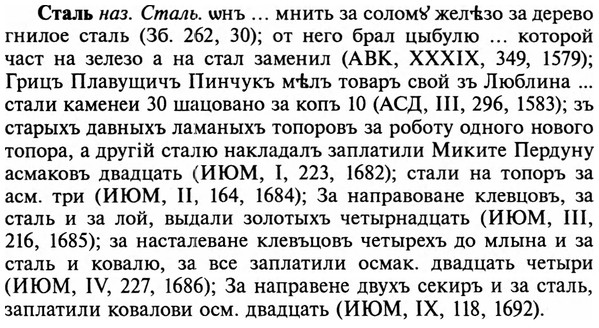 Сталь наз. Сталь. ѡнъ ... мнить за соломꙋ желѣзо за дерево
гнилое сталь (Зб. 262, 30); от него брал цыбулю ... которой
част на зелезо а на стал заменил (АВК, XXXIX, 349, 1579);
Грицъ Плавущичъ Пинчукъ мѣлъ товаръ свой зъ Люблина ...
стали каменеи 30 шацовано за копъ 10 (АСД, III, 296, 1583); зъ
старыхъ давныхъ ламаныхъ топоровъ за роботу одного нового
топора, а другій сталю накладалъ заплатили Миките Пердуну
асмаковъ двадцать (ИЮМ, I, 223, 1682); стали на топоръ за
асм. три (ИЮМ, II, 164, 1684); За направоване клевцовъ, за
сталь и за лой, выдали золотыхъ четырнадцать (ИЮМ, III,
216, 1685); за насталеване клевъцовъ четырехъ до млына и за
сталь и ковалю, за все заплатили осмак. двадцать четыри
(ИЮМ, IV, 227, 1686); За направене двухъ секиръ и за сталь,
заплатили ковалови осм. двадцать (ИЮМ, IX, 118, 1692).